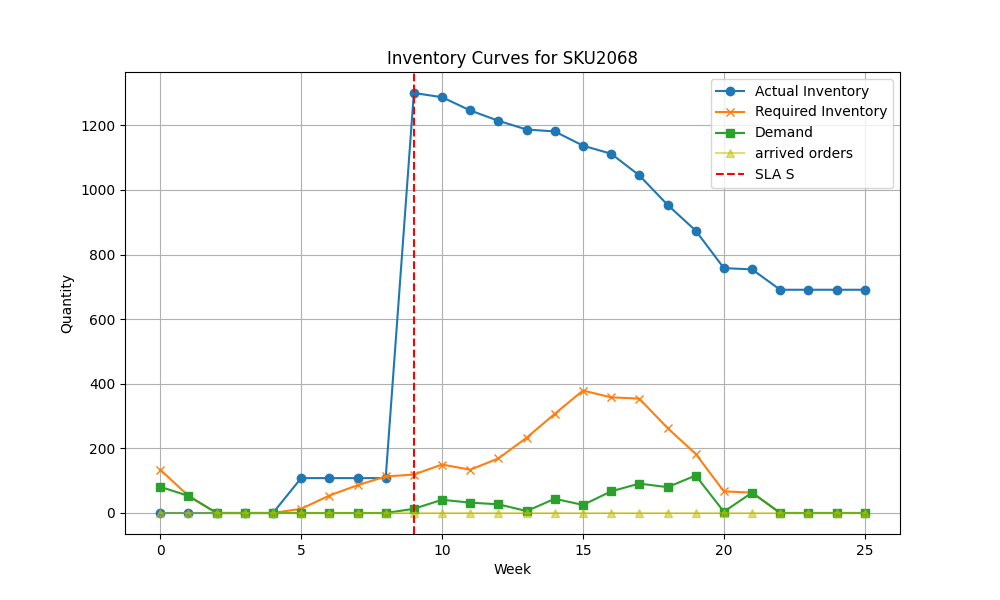 Inventory Curves for SKU2068
Actual Inventory
Required Inventory
Demand
arrived orders
SLA S
1200
1000
800
600
400
200
0
Quantity
0 5 10 15 20 25
Week